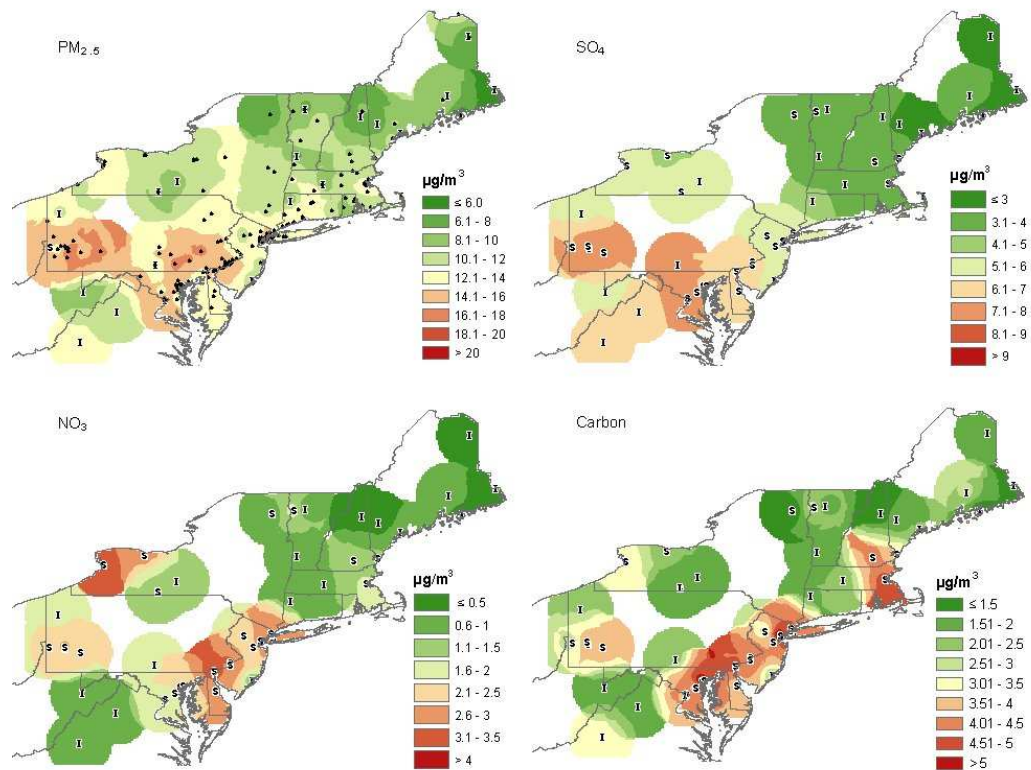 PM2.5
µg/m³
≤ 6.0
6.1 - 8
8.1 - 10
10.1 - 12
12.1 - 14
14.1 - 16
16.1 - 18
18.1 - 20
> 20
SO4
µg/m³
≤ 3
3.1 - 4
4.1 - 5
5.1 - 6
6.1 - 7
7.1 - 8
8.1 - 9
> 9
NO3
µg/m³
≤ 0.5
0.6 - 1
1.1 - 1.5
1.6 - 2
2.1 - 2.5
2.6 - 3
3.1 - 3.5
> 4
Carbon
µg/m³
≤ 1.5
1.51 - 2
2.01 - 2.5
2.51 - 3
3.01 - 3.5
3.51 - 4
4.01 - 4.5
4.51 - 5
> 5